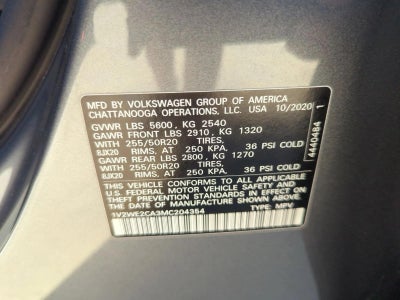 MFD BY VOLKSWAGEN GROUP OF AMERICA
CHATTANOOGA OPERATIONS, LLC. USA 10/2020
GVWR LBS 5600, KG 2540
GAWR FRONT LBS 2910, KG 1320
WITH 255/50R20
8JX20 RIMS, AT 250 KPA. 36 PSI COLD
GAWR REAR LBS 2800, KG 1270
WITH 255/50R20
8JX20 RIMS, AT 250 KPA. 36 PSI COLD
THIS VEHICLE CONFORMS TO ALL APPLICABLE
U.S. FEDERAL MOTOR VEHICLE SAFETY,
BUMPER, AND THEFT PREVENTION STANDARDS IN
EFFECT ON THE DATE OF MANUFACTURE SHOWN ABOVE.
1V2WE2CA3MC204354 TYPE: MPV
4440484 1